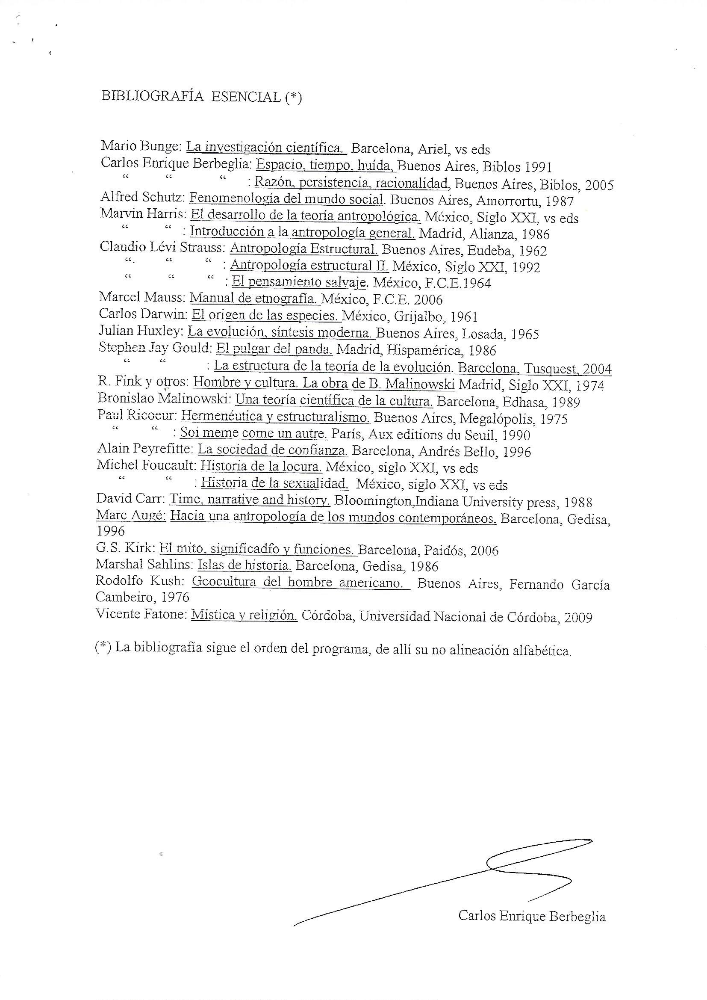 BIBLIOGRAFÍA ESENCIAL (*)
Mario Bunge: La investigación científica. Barcelona, Ariel, vs eds
Carlos Enrique Berbeglia: Espacio, tiempo, huída, Buenos Aires, Biblos 1991
“ “ “ : Razón, persistencia, racionalidad, Buenos Aires, Biblos, 2005
Alfred Schutz: Fenomenología del mundo social. Buenos Aires, Amorrortu, 1987
Marvin Harris: El desarrollo de la teoría antropológica. México, Siglo XXI, vs eds
“ “ : Introducción a la antropología general. Madrid, Alianza, 1986
Claudio Lévi Strauss: Antropología Estructural. Buenos Aires, Eudeba, 1962
“ “ “ : Antropología estructural II. México, Siglo XXI, 1992
“ “ “ : El pensamiento salvaje. México, F.C.E.1964
Marcel Mauss: Manual de etnografía. México, F.C.E. 2006
Carlos Darwin: El origen de las especies. México, Grijalbo, 1961
Julian Huxley: La evolución, síntesis moderna. Buenos Aires, Losada, 1965
Stephen Jay Gould: El pulgar del panda. Madrid, Hispamérica, 1986
“ “ : La estructura de la teoría de la evolución. Barcelona, Tusquest, 2004
R. Fink y otros: Hombre y cultura. La obra de B. Malinowski Madrid, Siglo XXI, 1974
Bronislao Malinowski: Una teoría científica de la cultura. Barcelona, Edhasa, 1989
Paul Ricoeur: Hermenéutica y estructuralismo. Buenos Aires, Megalópolis, 1975
“ “ : Soi meme come un autre. París, Aux editions du Seuil, 1990
Alain Peyrefitte: La sociedad de confianza. Barcelona, Andrés Bello, 1996
Michel Foucault: Historia de la locura. México, siglo XXI, vs eds
“ “ : Historia de la sexualidad. México, siglo XXI, vs eds
David Carr: Time, narrative and history. Bloomington,Indiana University press, 1988
Marc Augé: Hacia una antropología de los mundos contemporáneos. Barcelona, Gedisa,
1996
G.S. Kirk: El mito, significadfo y funciones. Barcelona, Paidós, 2006
Marshal Sahlins: Islas de historia. Barcelona, Gedisa, 1986
Rodolfo Kush: Geocultura del hombre americano. Buenos Aires, Fernando García
Cambeiro, 1976
Vicente Fatone: Mística y religión. Córdoba, Universidad Nacional de Córdoba, 2009
(*) La bibliografía sigue el orden del programa, de allí su no alineación alfabética.
Carlos Enrique Berbeglia